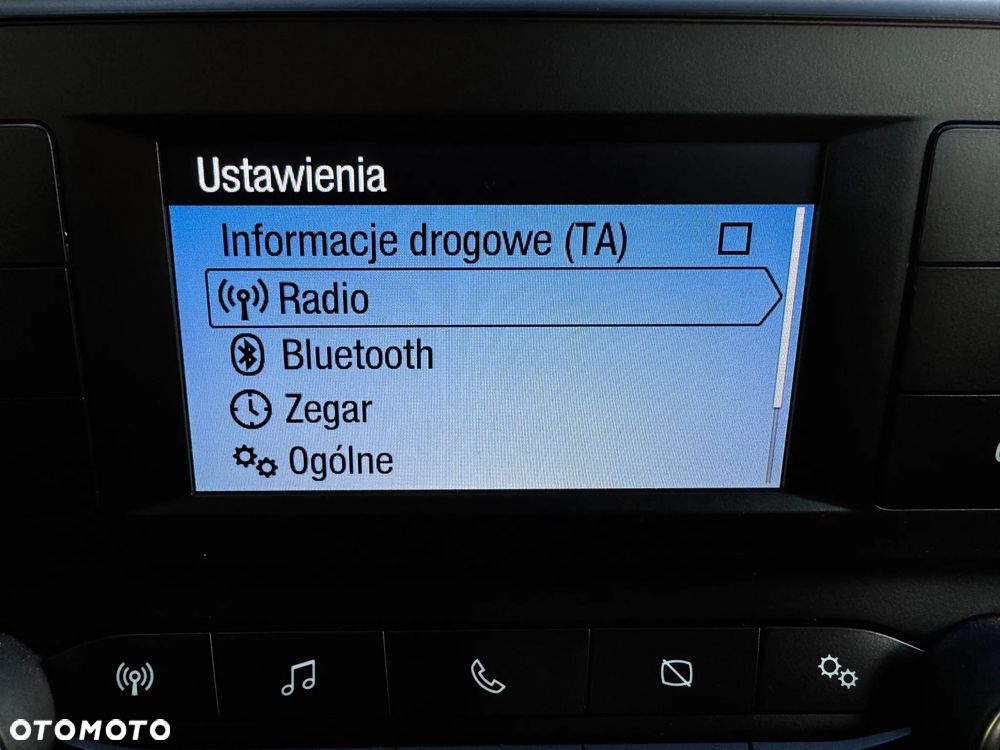 Ustawienia
Informacje drogowe (TA)
Radio
Bluetooth
Zegar
Ogólne
OTOMOTO